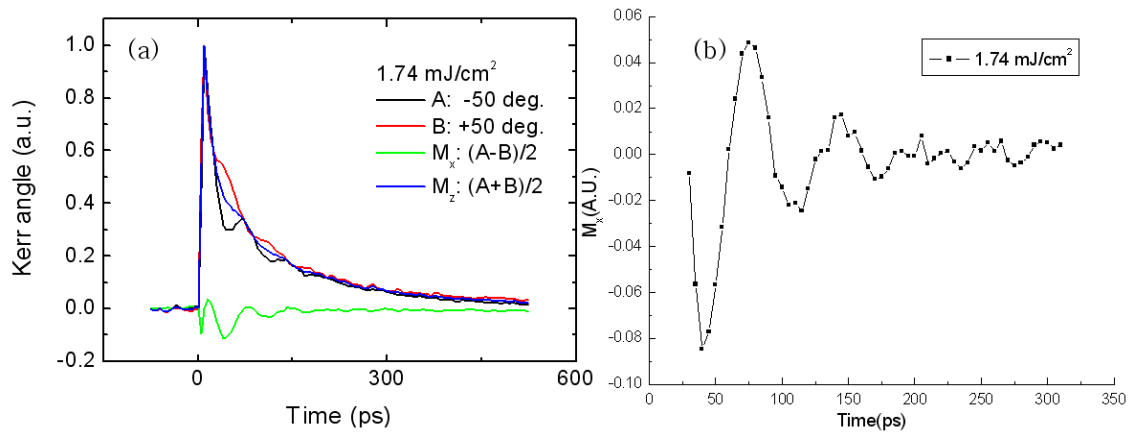 (a)
1.74 mJ/cm²
A: -50 deg.
B: +50 deg.
Mₓ: (A-B)/2
M_z: (A+B)/2
Kerr angle (a.u.)
1.0
0.8
0.6
0.4
0.2
0.0
-0.2
0
300
600
Time (ps)
(b)
1.74 mJ/cm²
Mₓ(A.U.)
0.06
0.04
0.02
0.00
-0.02
-0.04
-0.06
-0.08
-0.10
0
50
100
150
200
250
300
350
Time(ps)